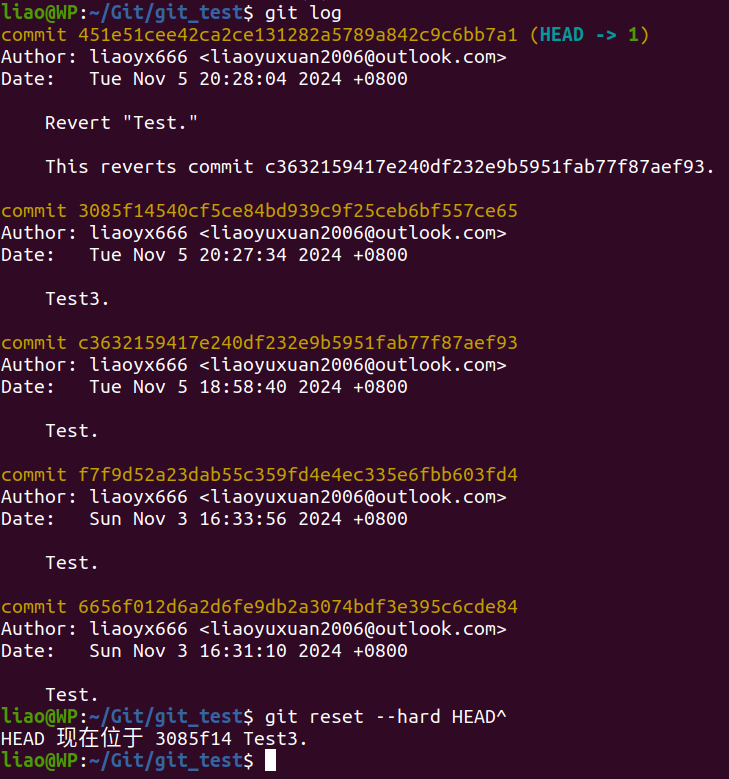 liao@WP:~/Git/git_test$ git log
commit 451e51cee42ca2ce131282a5789a842c9c6bb7a1 (HEAD -> 1)
Author: liaoyx666 <liaoyuxuan2006@outlook.com>
Date:   Tue Nov 5 20:28:04 2024 +0800
    Revert "Test."
    This reverts commit c3632159417e240df232e9b5951fab77f87aef93.
commit 3085f14540cf5ce84bd939c9f25ceb6bf557ce65
Author: liaoyx666 <liaoyuxuan2006@outlook.com>
Date:   Tue Nov 5 20:27:34 2024 +0800
    Test3.
commit c3632159417e240df232e9b5951fab77f87aef93
Author: liaoyx666 <liaoyuxuan2006@outlook.com>
Date:   Tue Nov 5 18:58:40 2024 +0800
    Test.
commit f7f9d52a23dab55c359fd4e4ec335e6fbb603fd4
Author: liaoyx666 <liaoyuxuan2006@outlook.com>
Date:   Sun Nov 3 16:33:56 2024 +0800
    Test.
commit 6656f012d6a2d6fe9db2a3074bdf3e395c6cde84
Author: liaoyx666 <liaoyuxuan2006@outlook.com>
Date:   Sun Nov 3 16:31:10 2024 +0800
    Test.
liao@WP:~/Git/git_test$ git reset --hard HEAD^
HEAD 现在位于 3085f14 Test3.
liao@WP:~/Git/git_test$